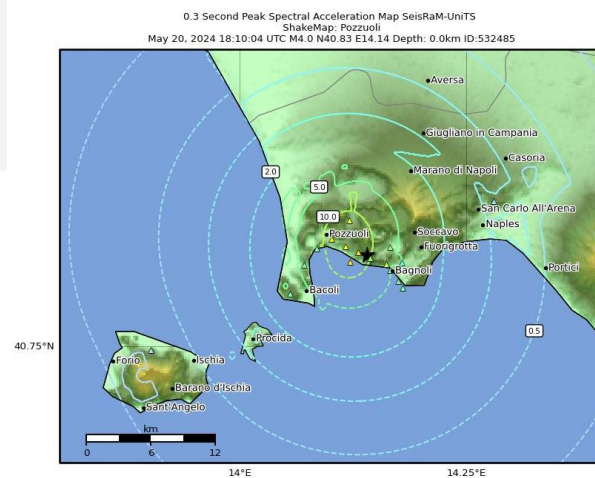 0.3 Second Peak Spectral Acceleration Map SeisRaM-UniTS
ShakeMap: Pozzuoli
May 20, 2024 18:10:04 UTC M4.0 N40.83 E14.14 Depth: 0.0km ID:532485
Aversa
Giugliano in Campania
Casoria
2.0
Marano di Napoli
5.0
San Carlo All'Arena
10.0
Naples
Pozzuoli
Soccavo
Fuorigrotta
Portici
Bagnoli
Bacoli
0.5
Procida
40.75°N
Forio
Ischia
Barano d'Ischia
Sant'Angelo
km
0 6 12
14°E 14.25°E